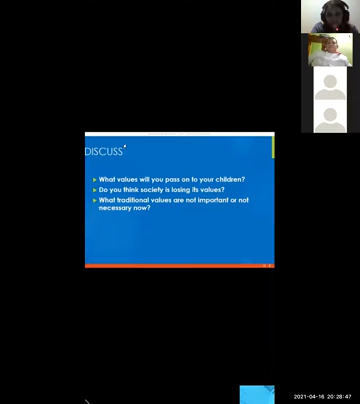 DISCUSS
What values will you pass on to your children?
Do you think society is losing its values?
What traditional values are not important or not
necessary now?
2021-04-16 20:28:47